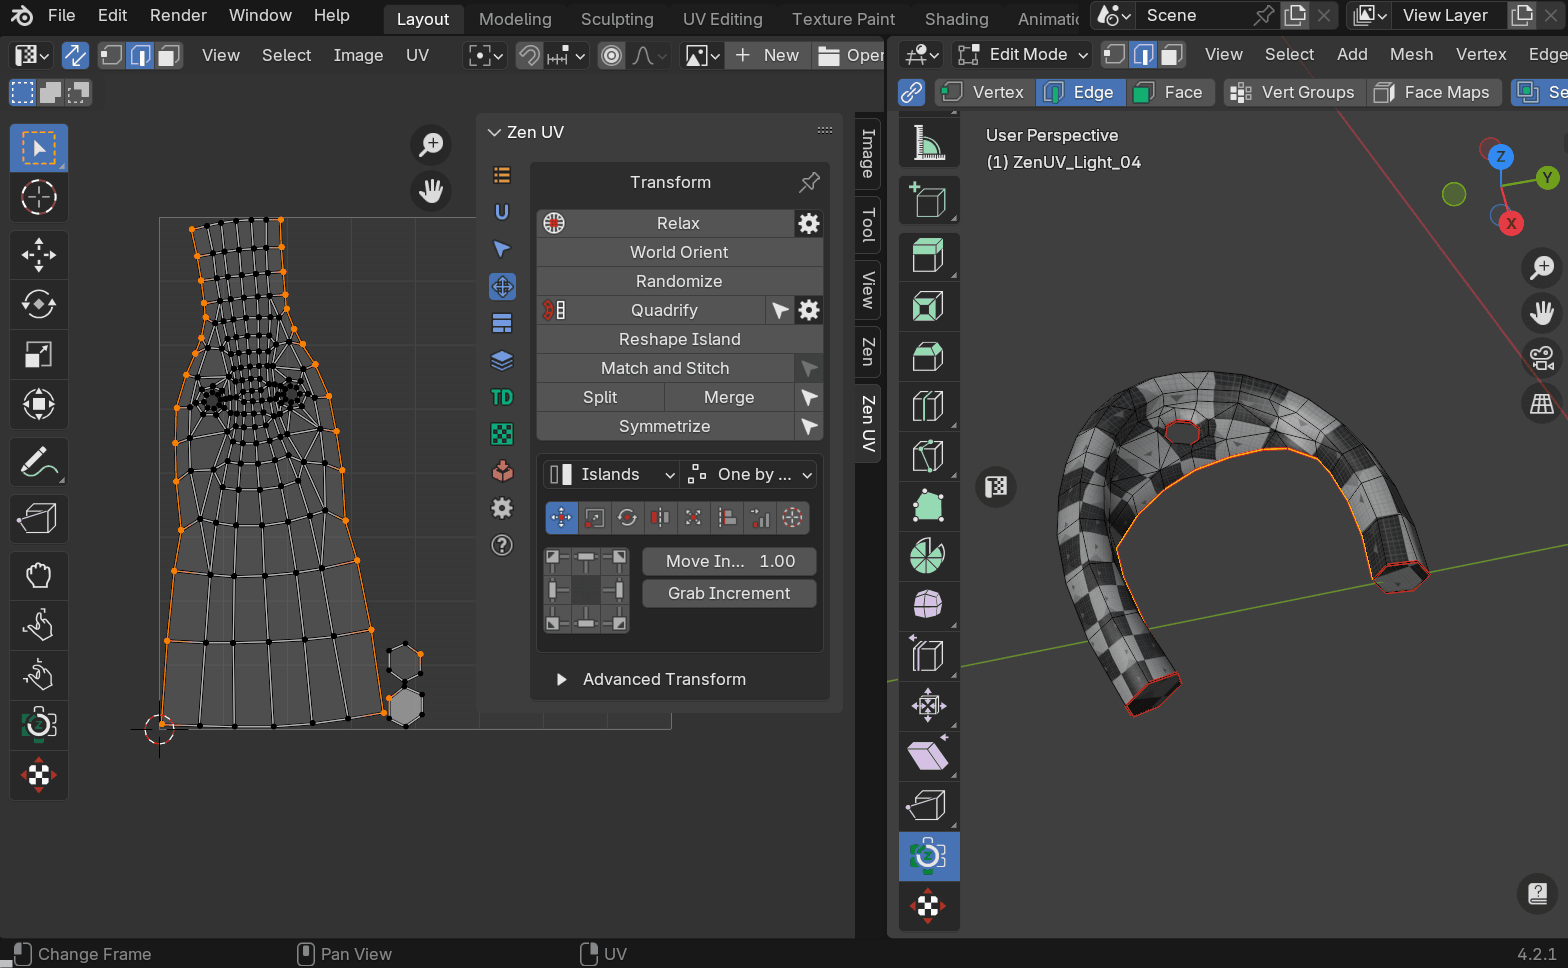 File Edit Render Window Help Layout Modeling Sculpting UV Editing Texture Paint Shading Animatic Scene View Layer
View Select Image UV New Open Edit Mode View Select Add Mesh Vertex Edge
Vertex Edge Face Vert Groups Face Maps Se
Zen UV
Transform
Relax
World Orient
Randomize
Quadrify
Reshape Island
Match and Stitch
Split Merge
Symmetrize
Islands One by ...
Move In... 1.00
Grab Increment
Advanced Transform
TD
Image
Tool
View
Zen
Zen UV
User Perspective
(1) ZenUV_Light_04
Z
Y
X
Change Frame Pan View UV 4.2.1